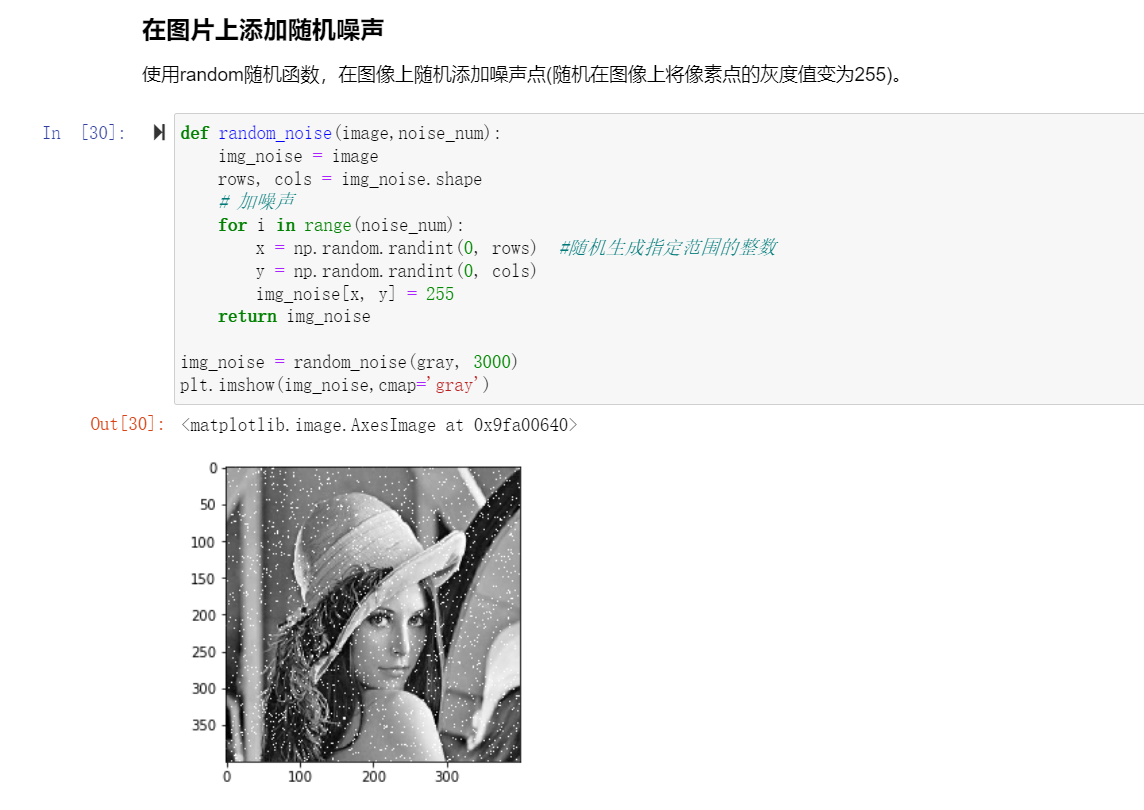 在图片上添加随机噪声
使用random随机函数，在图像上随机添加噪声点(随机在图像上将像素点的灰度值变为255)。
In [30]:
def random_noise(image,noise_num):
    img_noise = image
    rows, cols = img_noise.shape
    # 加噪声
    for i in range(noise_num):
        x = np.random.randint(0, rows)  #随机生成指定范围的整数
        y = np.random.randint(0, cols)
        img_noise[x, y] = 255
    return img_noise
img_noise = random_noise(gray, 3000)
plt.imshow(img_noise,cmap='gray')
Out[30]: <matplotlib.image.AxesImage at 0x9fa00640>
0
50
100
150
200
250
300
350
0 100 200 300